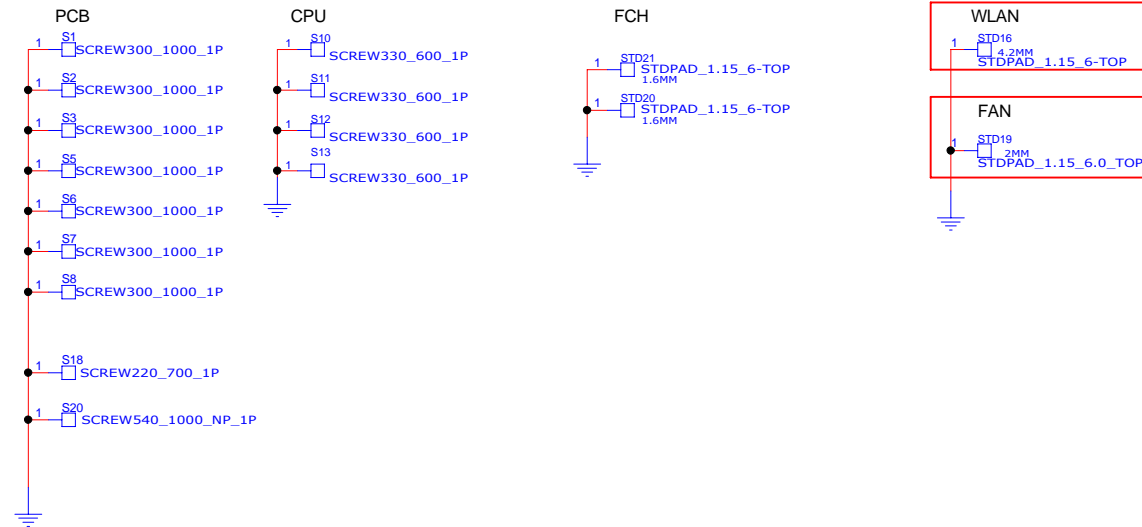 PCB
1 S1 SCREW300_1000_1P
1 S2 SCREW300_1000_1P
1 S3 SCREW300_1000_1P
1 S5 SCREW300_1000_1P
1 S6 SCREW300_1000_1P
1 S7 SCREW300_1000_1P
1 S8 SCREW300_1000_1P
1 S18 SCREW220_700_1P
1 S20 SCREW540_1000_NP_1P
CPU
1 S10 SCREW330_600_1P
1 S11 SCREW330_600_1P
1 S12 SCREW330_600_1P
1 S13 SCREW330_600_1P
FCH
STD21
1 STDPAD_1.15_6-TOP
1.6MM
STD20
1 STDPAD_1.15_6-TOP
1.6MM
WLAN
STD16
1 4.2MM
STDPAD_1.15_6-TOP
FAN
STD19
1 2MM
STDPAD_1.15_6.0_TOP